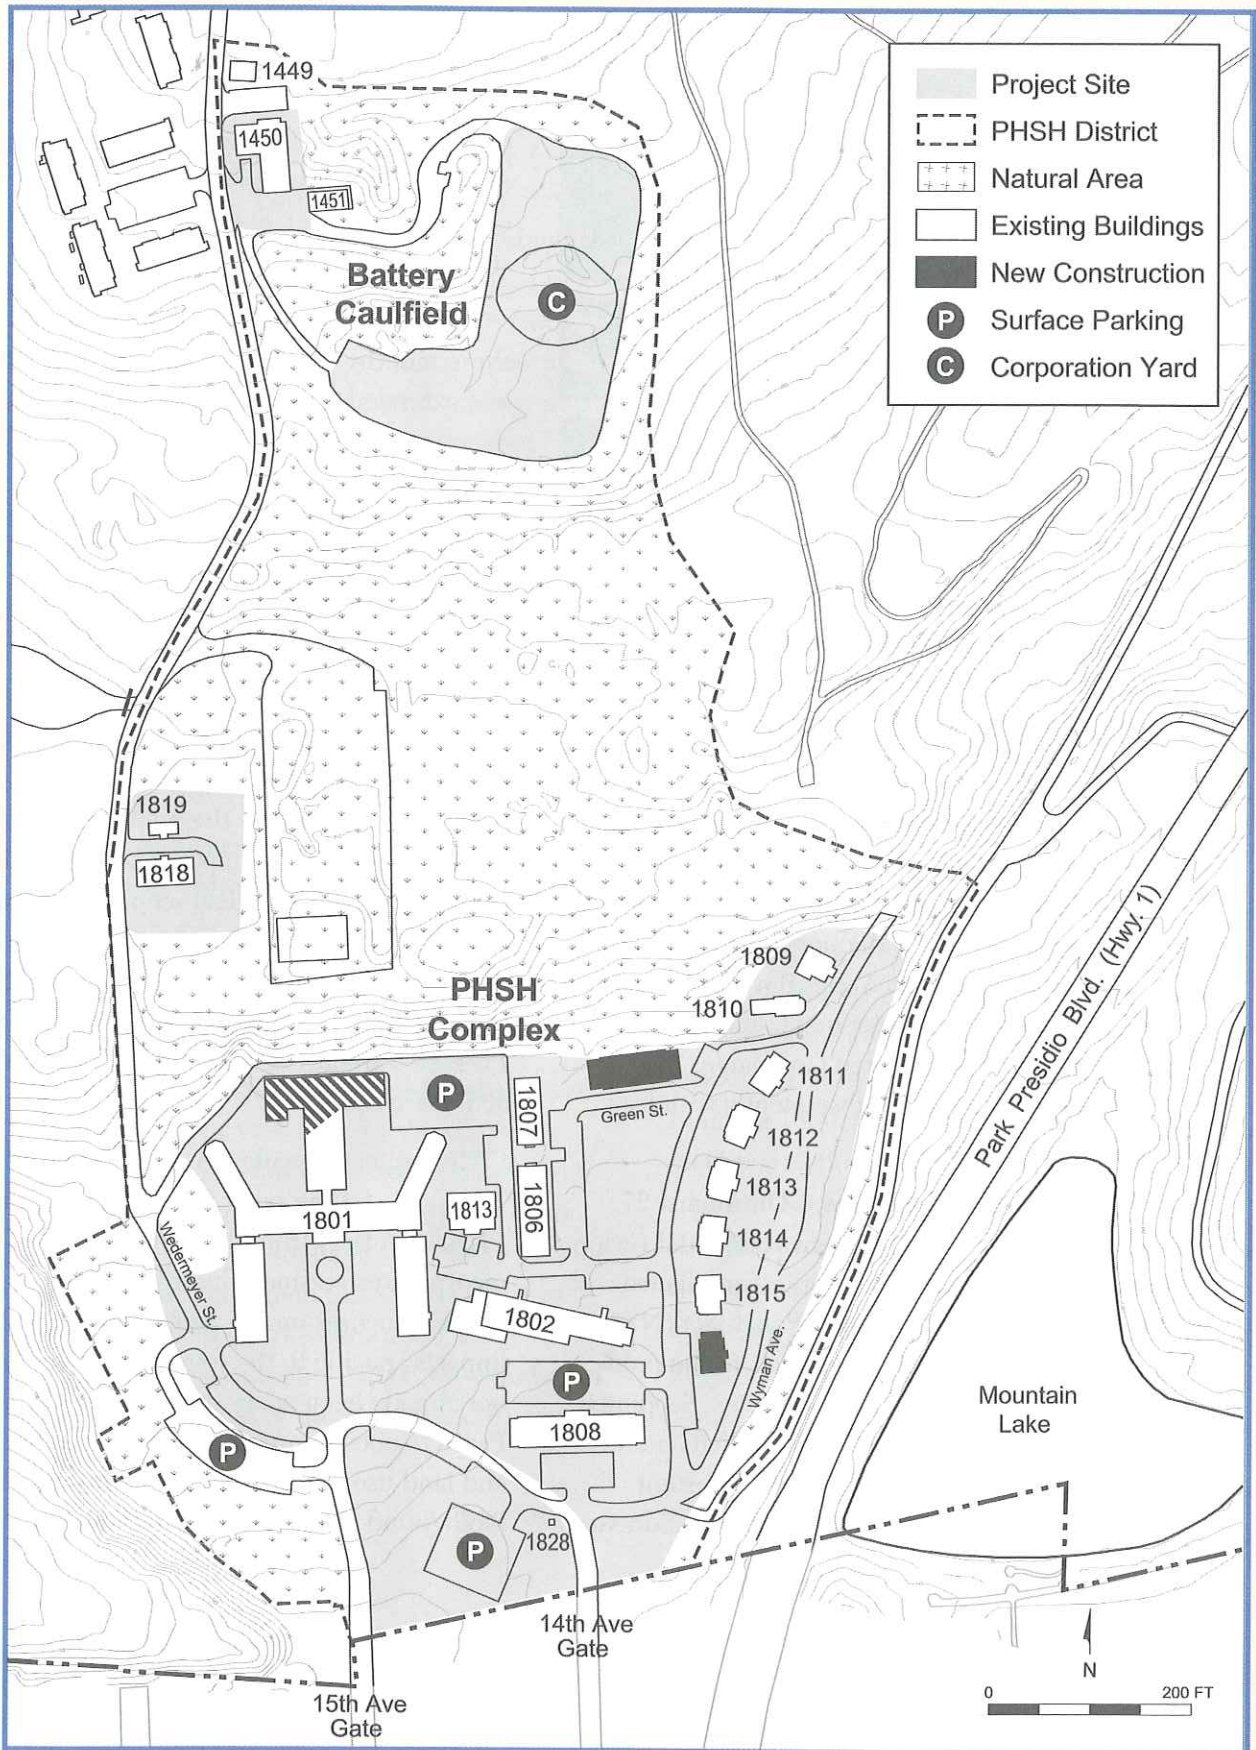 Project Site
PHSH District
Natural Area
Existing Buildings
New Construction
P Surface Parking
C Corporation Yard
1449
1450
1451
Battery
Caulfield
C
1819
1818
PHSH
Complex
1809
1810
1811
1812
1813
1814
1815
P
1807
Green St.
1806
1813
1801
Wedermeyer St.
1802
P
1808
Wyman Ave.
P
P
1828
Park Presidio Blvd. (Hwy. 1)
Mountain
Lake
14th Ave
Gate
15th Ave
Gate
N
0 200 FT